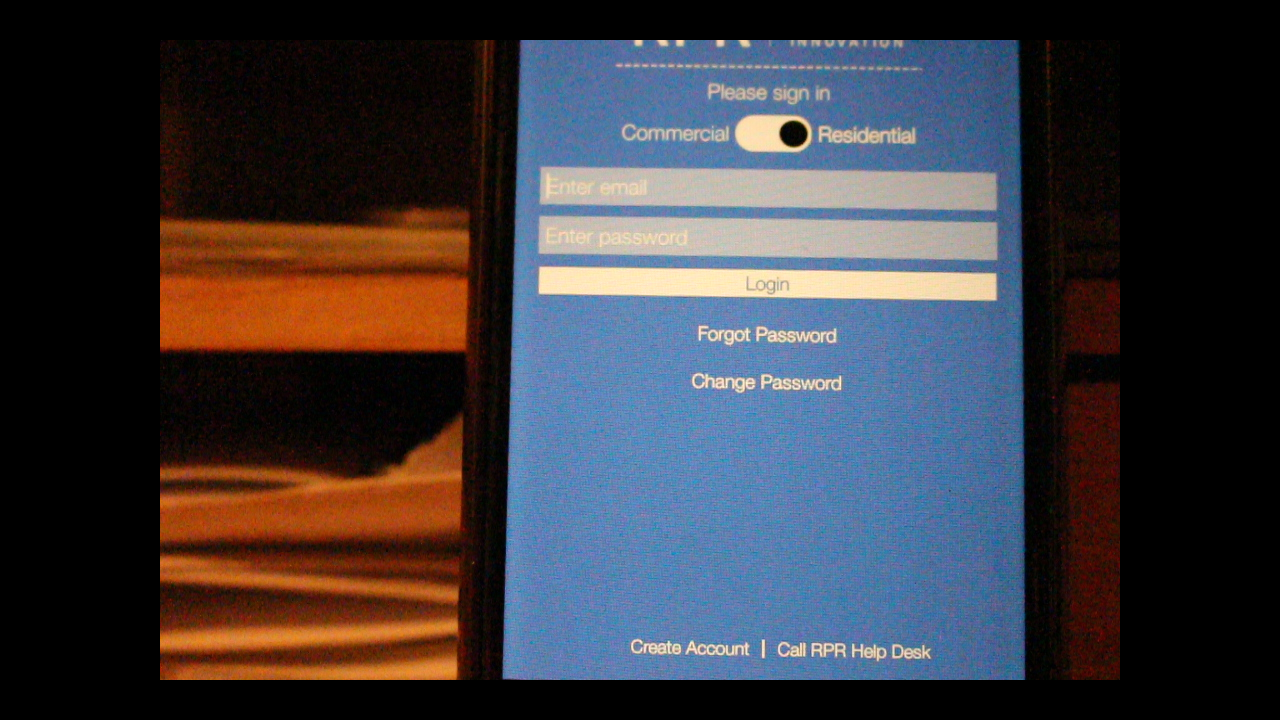 RPR | INNOVATION
Please sign in
Commercial Residential
Enter email
Enter password
Login
Forgot Password
Change Password
Create Account | Call RPR Help Desk